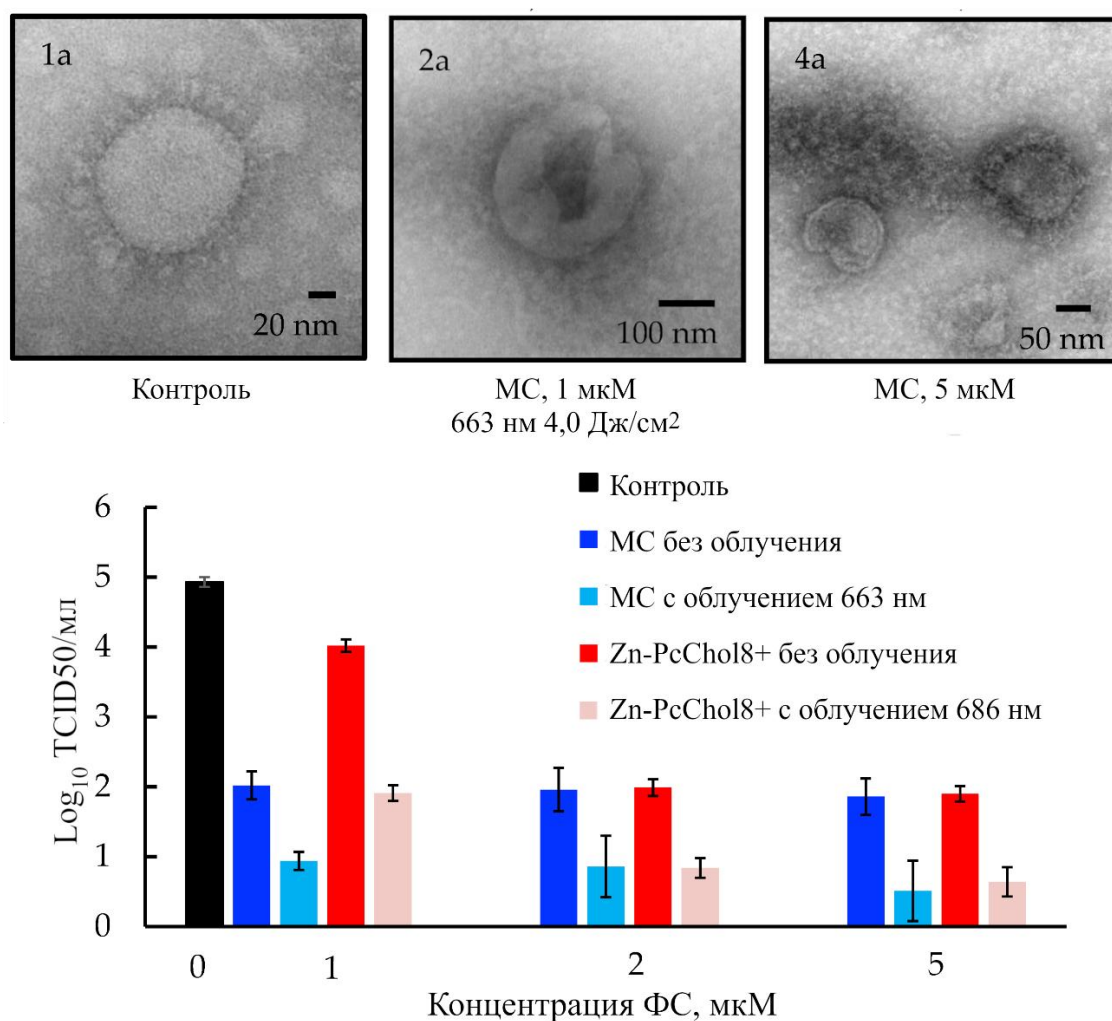 1a
20 nm
2a
100 nm
4a
50 nm
Контроль
МС, 1 мкМ
663 нм 4,0 Дж/см²
МС, 5 мкМ
Контроль
МС без облучения
МС с облучением 663 нм
Zn-PcChol8+ без облучения
Zn-PcChol8+ с облучением 686 нм
Log₁₀ TCID50/мл
6
5
4
3
2
1
0
0 1 2 5
Концентрация ФС, мкМ